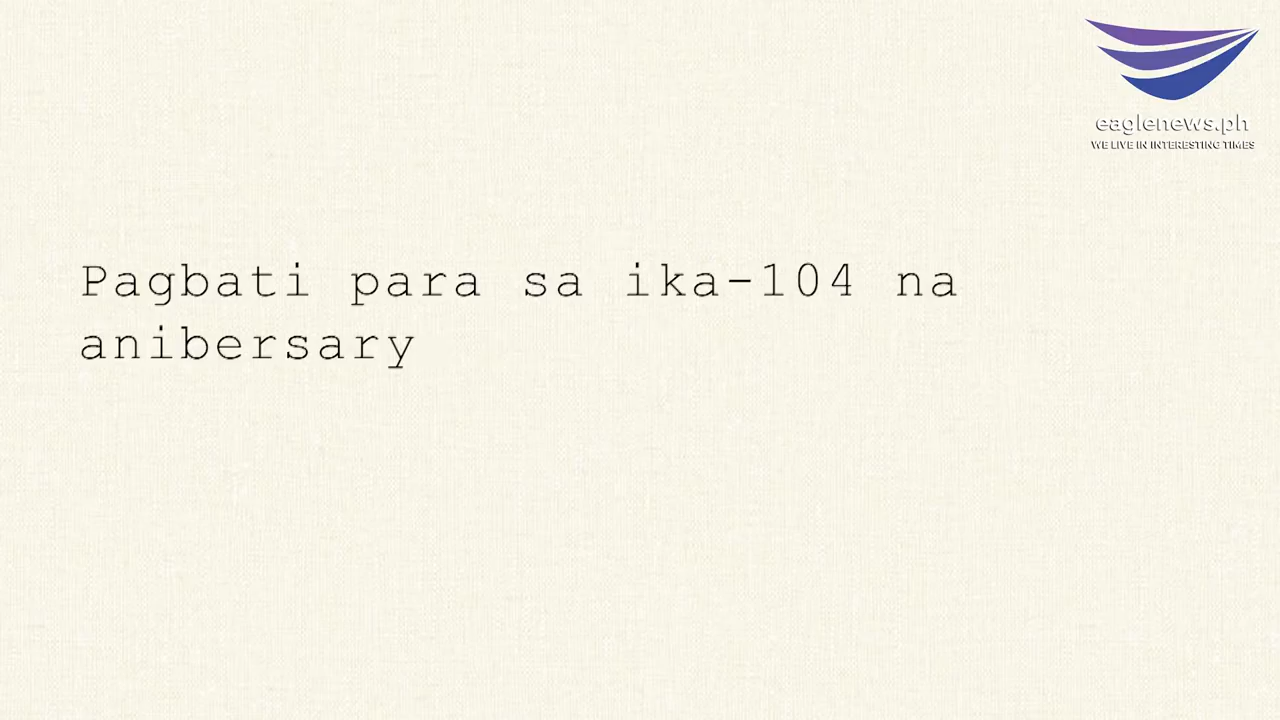 eaglenews.ph
WE LIVE IN INTERESTING TIMES
Pagbati para sa ika-104 na
anibersary